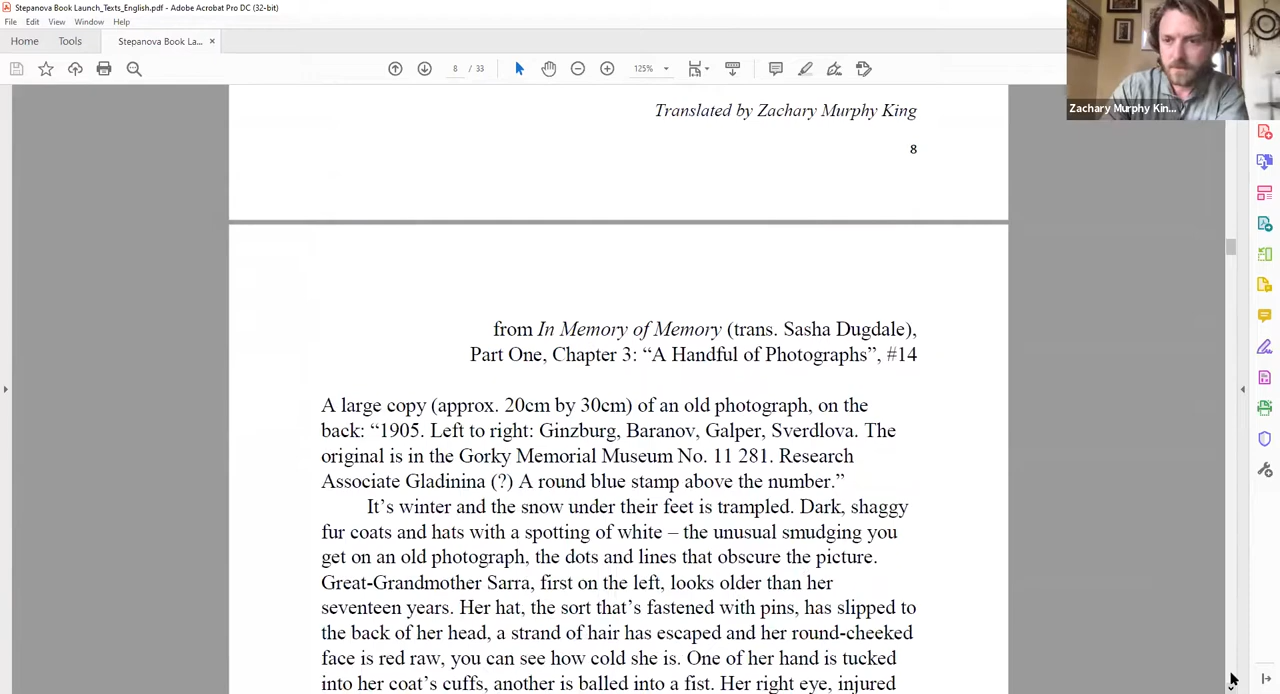 Stepanova Book Launch_Texts_English.pdf - Adobe Acrobat Pro DC (32-bit)
File Edit View Window Help
Home Tools Stepanova Book La... ×
8 / 33 125%
Zachary Murphy Kin...
Translated by Zachary Murphy King
8
from In Memory of Memory (trans. Sasha Dugdale),
Part One, Chapter 3: “A Handful of Photographs”, #14
A large copy (approx. 20cm by 30cm) of an old photograph, on the
back: “1905. Left to right: Ginzburg, Baranov, Galper, Sverdlova. The
original is in the Gorky Memorial Museum No. 11 281. Research
Associate Gladinina (?) A round blue stamp above the number.”
It’s winter and the snow under their feet is trampled. Dark, shaggy
fur coats and hats with a spotting of white – the unusual smudging you
get on an old photograph, the dots and lines that obscure the picture.
Great-Grandmother Sarra, first on the left, looks older than her
seventeen years. Her hat, the sort that’s fastened with pins, has slipped to
the back of her head, a strand of hair has escaped and her round-cheeked
face is red raw, you can see how cold she is. One of her hand is tucked
into her coat’s cuffs, another is balled into a fist. Her right eye, injured